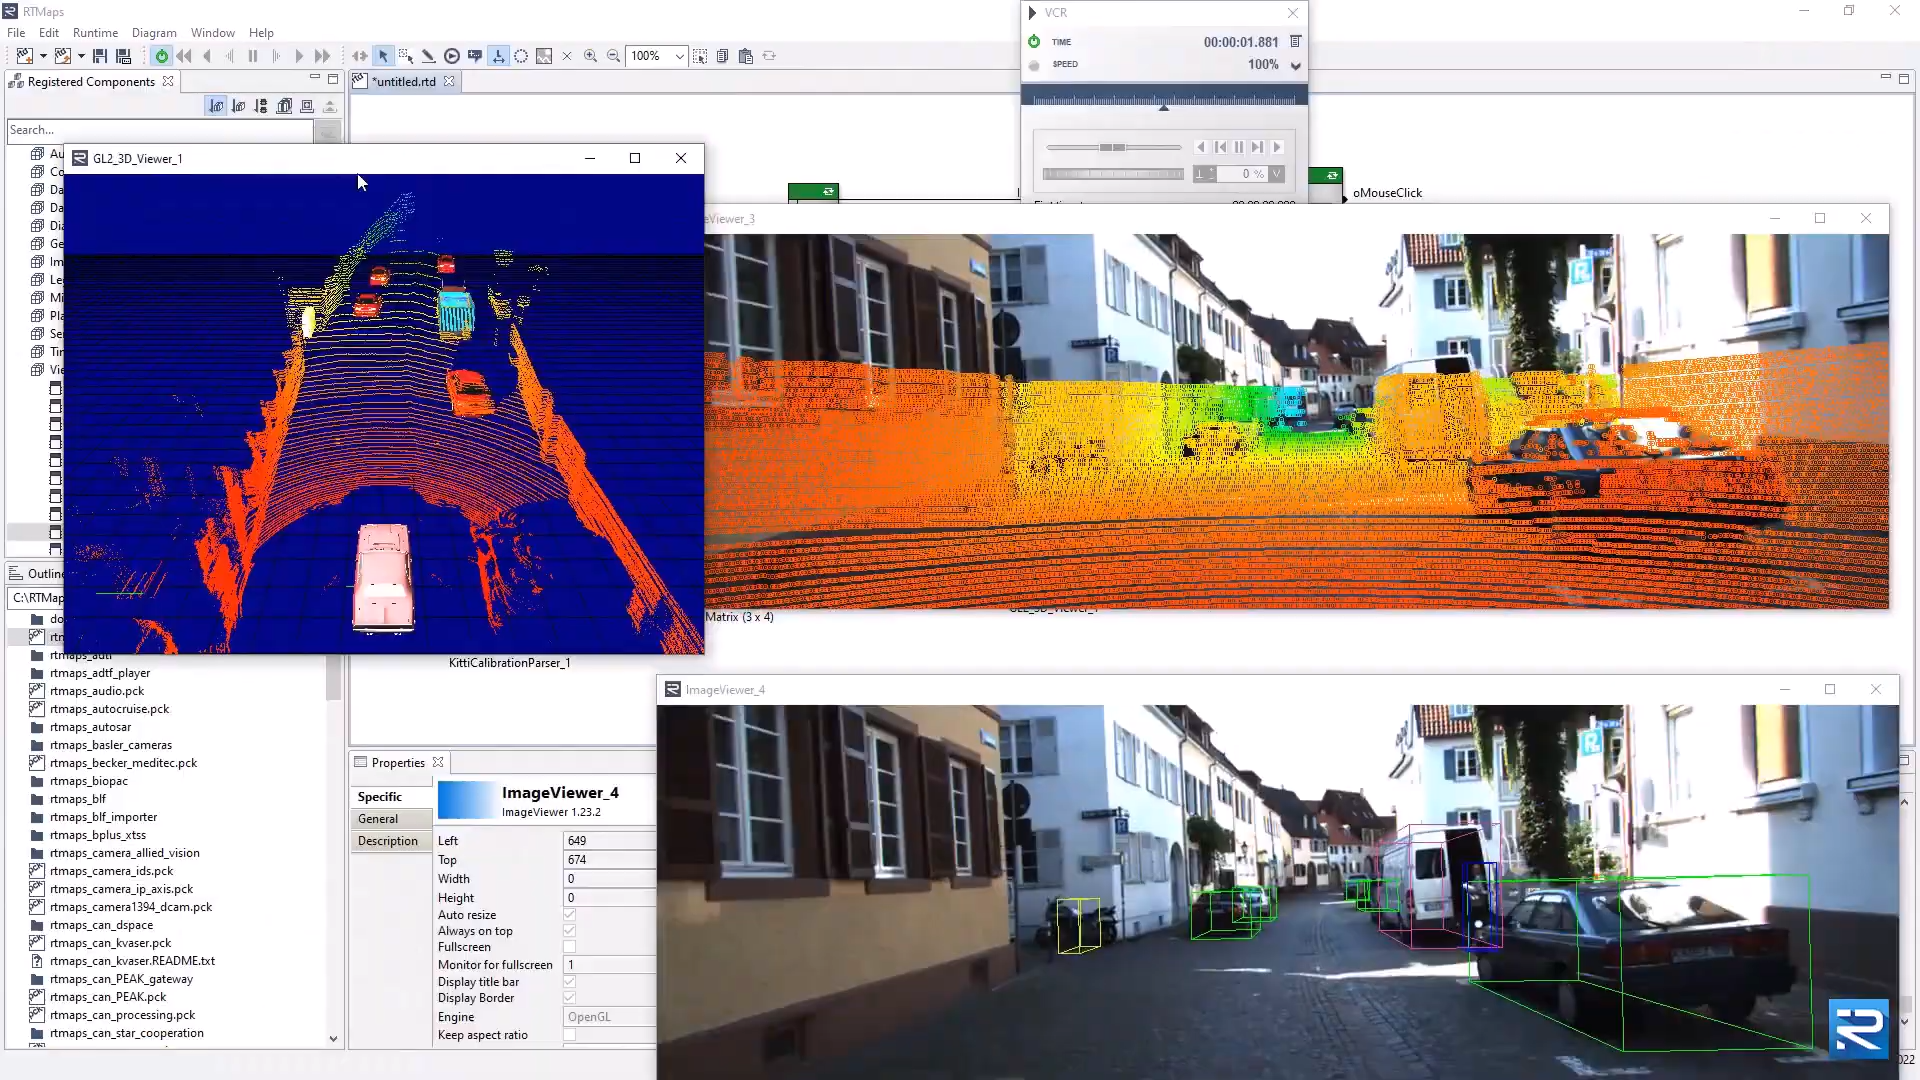 RTMaps
File Edit Runtime Diagram Window Help
100%
Registered Components
*untitled.rtd
Search...
VCR
TIME 00:00:01.881
SPEED 100%
0 %
V
oMouseClick
GL2_3D_Viewer_1
Viewer_3
Matrix (3 x 4)
KittiCalibrationParser_1
Outline
C:\RTMap
rtmaps_adtf
rtmaps_adtf_player
rtmaps_audio.pck
rtmaps_autocruise.pck
rtmaps_autosar
rtmaps_basler_cameras
rtmaps_becker_meditec.pck
rtmaps_biopac
rtmaps_blf
rtmaps_blf_importer
rtmaps_bplus_xtss
rtmaps_camera_allied_vision
rtmaps_camera_ids.pck
rtmaps_camera_ip_axis.pck
rtmaps_camera1394_dcam.pck
rtmaps_can_dspace
rtmaps_can_kvaser.pck
rtmaps_can_kvaser.README.txt
rtmaps_can_PEAK_gateway
rtmaps_can_PEAK.pck
rtmaps_can_processing.pck
rtmaps_can_star_cooperation
Properties
Specific
General
Description
ImageViewer_4
ImageViewer 1.23.2
Left 649
Top 674
Width 0
Height 0
Auto resize
Always on top
Fullscreen
Monitor for fullscreen 1
Display title bar
Display Border
Engine OpenGL
Keep aspect ratio
ImageViewer_4